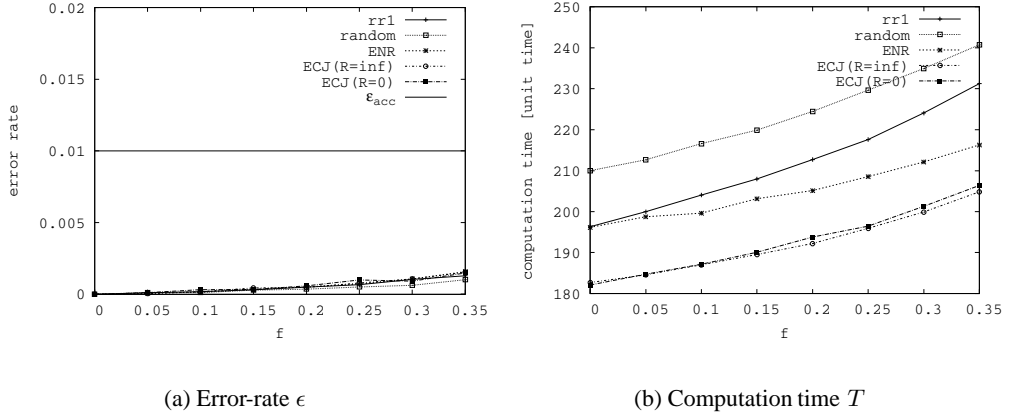 0.02
0.015
0.01
0.005
0
error rate
0 0.05 0.1 0.15 0.2 0.25 0.3 0.35
f
rr1
random
ENR
ECJ(R=inf)
ECJ(R=0)
εacc
(a) Error-rate ϵ
250
240
230
220
210
200
190
180
computation time [unit time]
0 0.05 0.1 0.15 0.2 0.25 0.3 0.35
f
rr1
random
ENR
ECJ(R=inf)
ECJ(R=0)
(b) Computation time T